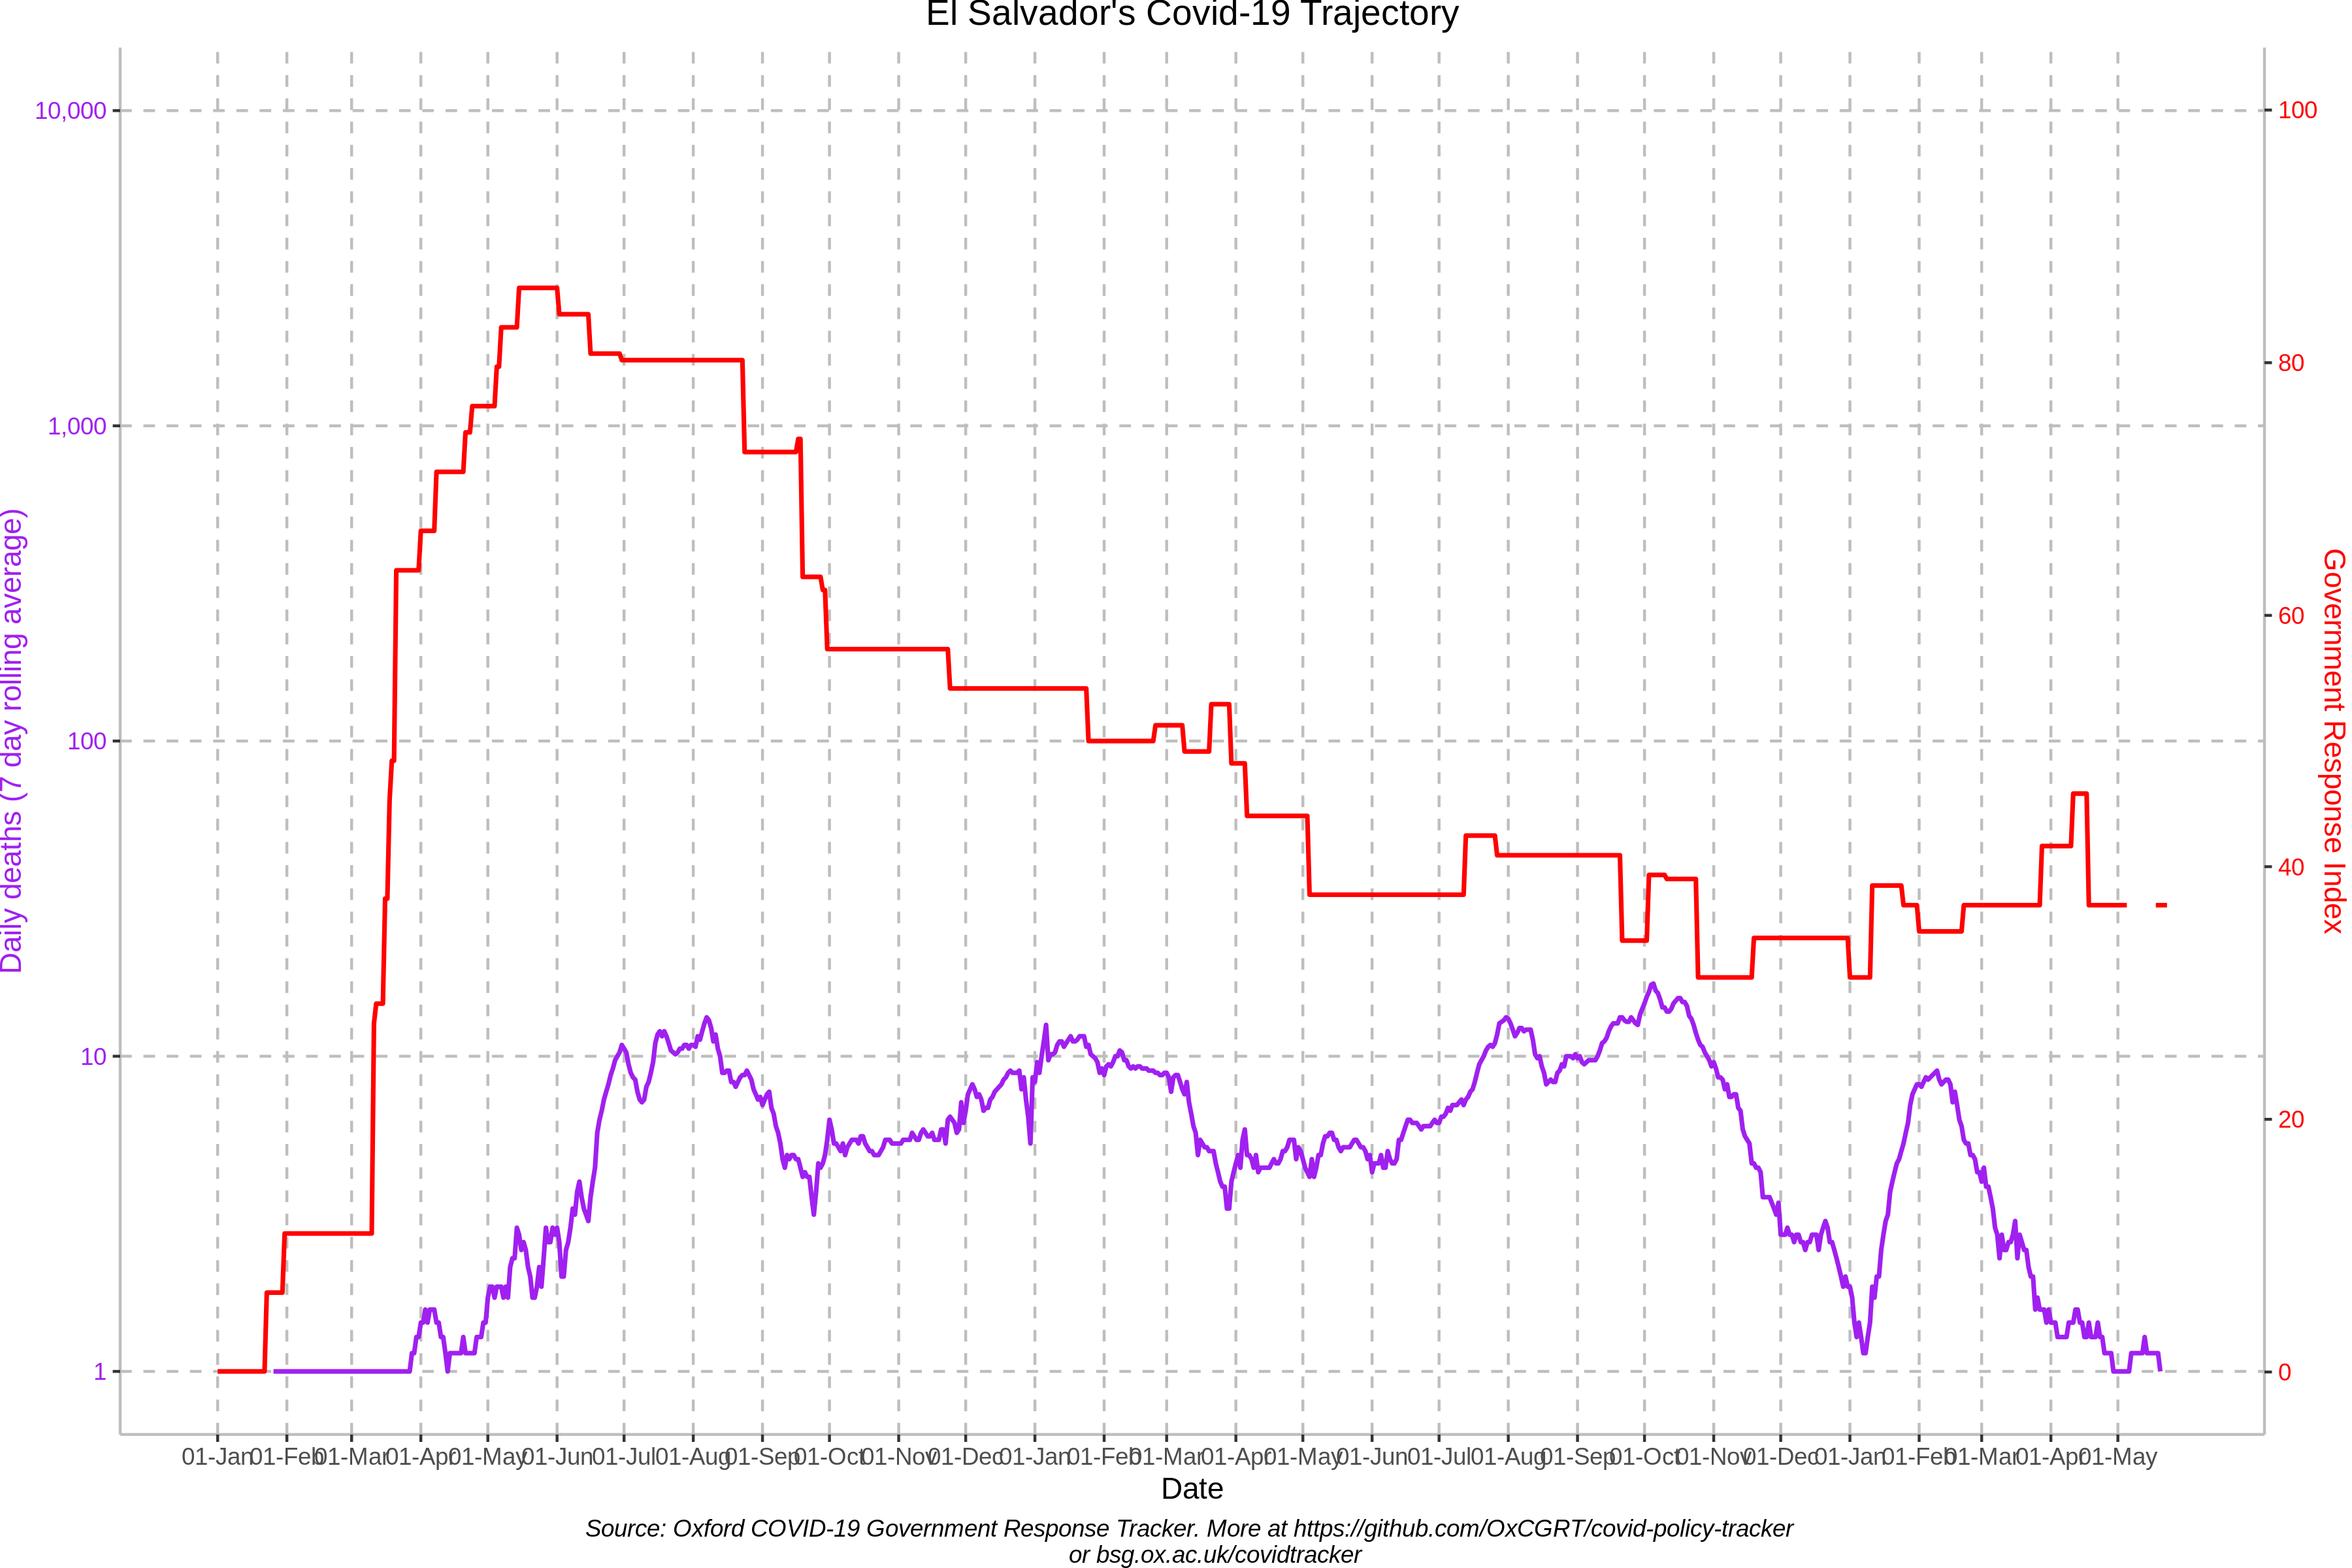 El Salvador's Covid-19 Trajectory
10,000
1,000
100
10
1
Daily deaths (7 day rolling average)
100
80
60
40
20
0
Government Response Index
01-Jan 01-Feb 01-Mar 01-Apr 01-May 01-Jun 01-Jul 01-Aug 01-Sep 01-Oct 01-Nov 01-Dec 01-Jan 01-Feb 01-Mar 01-Apr 01-May 01-Jun 01-Jul 01-Aug 01-Sep 01-Oct 01-Nov 01-Dec 01-Jan 01-Feb 01-Mar 01-Apr 01-May
Date
Source: Oxford COVID-19 Government Response Tracker. More at https://github.com/OxCGRT/covid-policy-tracker
or bsg.ox.ac.uk/covidtracker